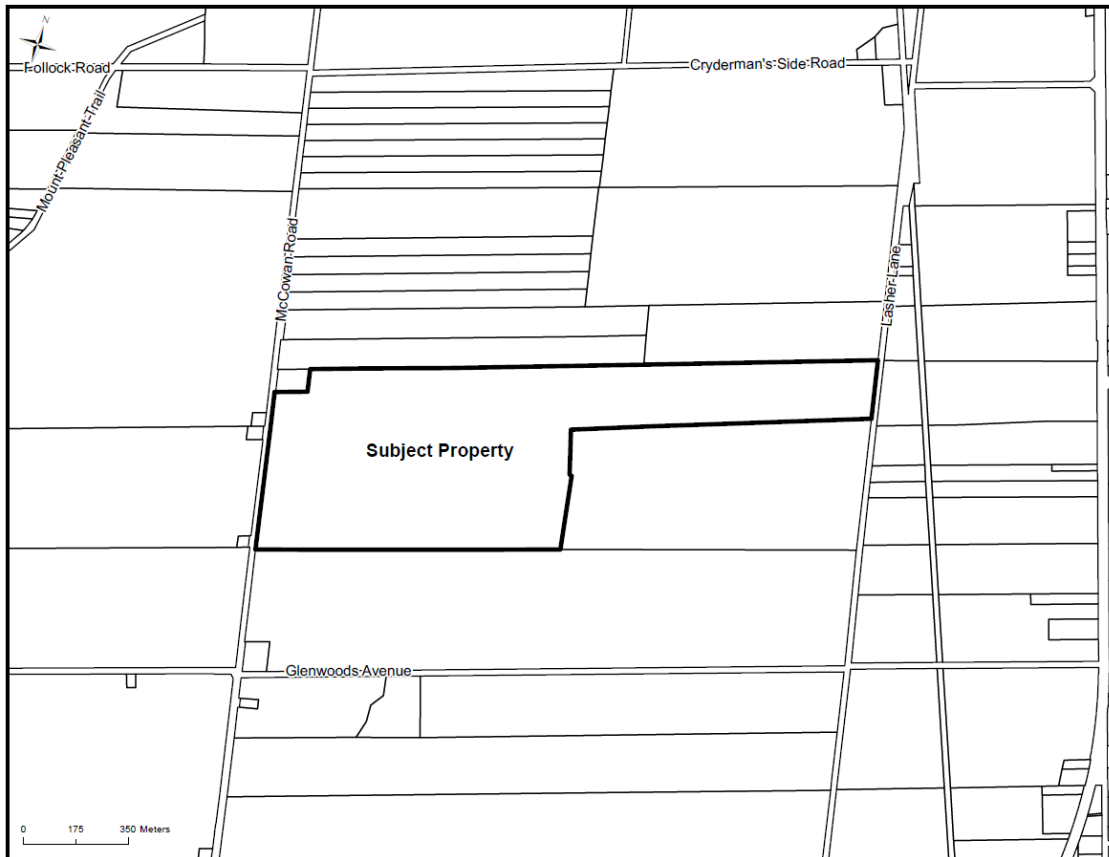 N
Pollock Road
Cryderman's Side Road
Mount Pleasant Trail
McCowan Road
Lasher Lane
Subject Property
Glenwoods Avenue
0 175 350 Meters